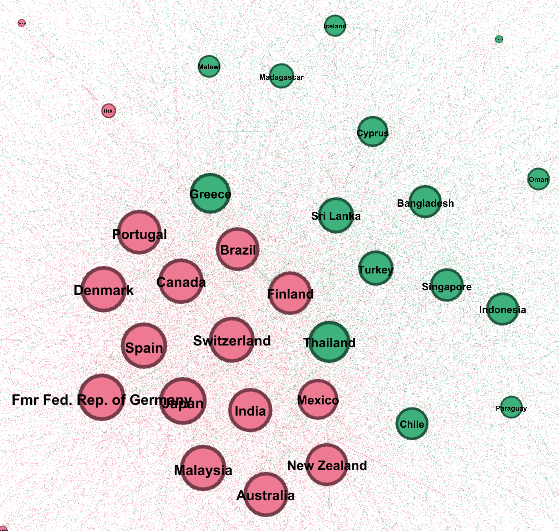 Iceland
Malawi
Madagascar
Cyprus
Oman
Greece
Bangladesh
Sri Lanka
Portugal
Brazil
Turkey
Canada
Denmark
Finland
Singapore
Indonesia
Switzerland
Thailand
Spain
Fmr Fed. Rep. of Germany
Japan
Mexico
India
Paraguay
Chile
Malaysia
New Zealand
Australia